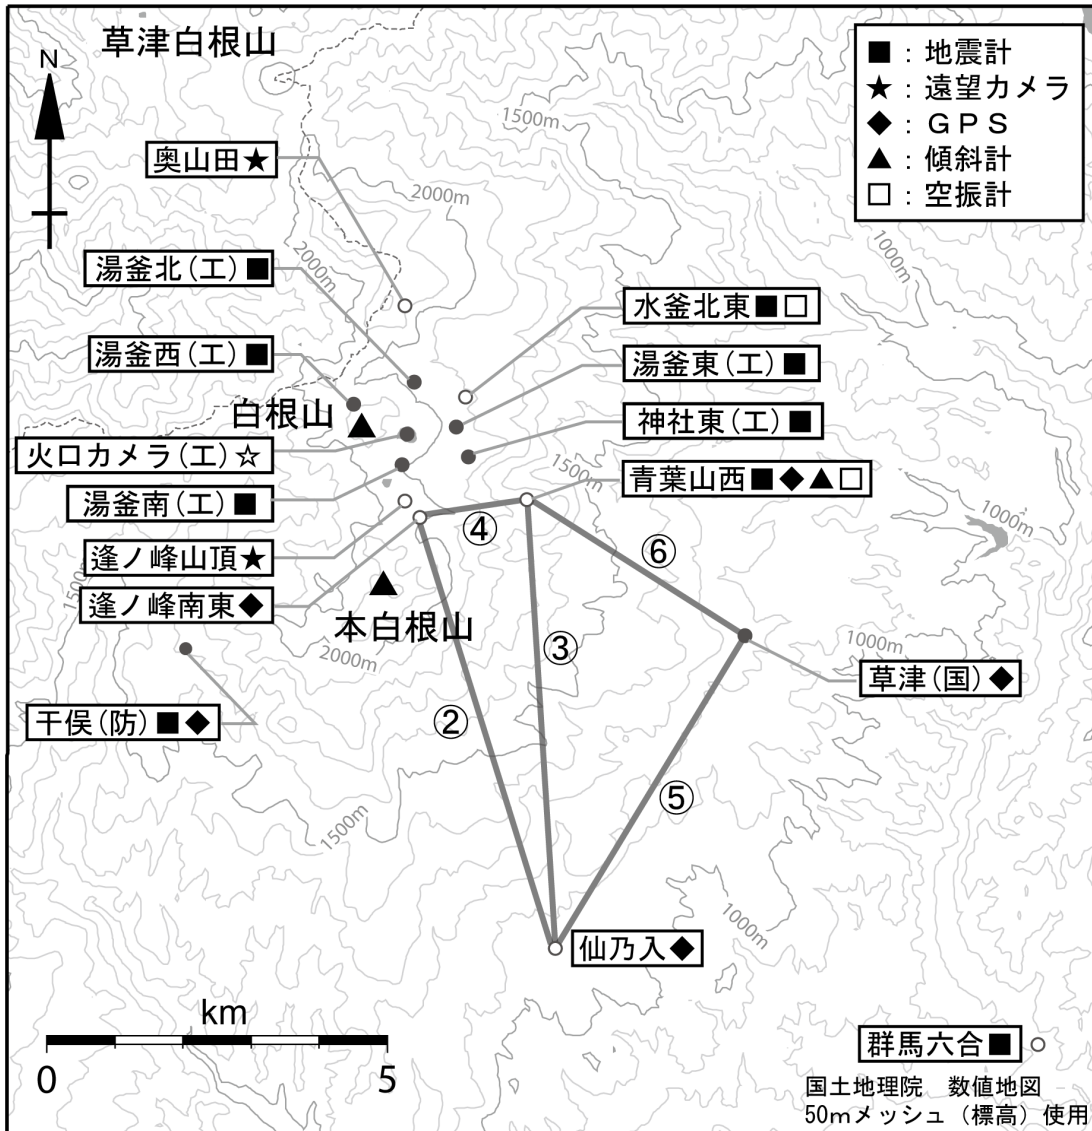 草津白根山
N
■：地震計
★：遠望カメラ
◆：ＧＰＳ
▲：傾斜計
□：空振計
1500m
奥山田★
2000m
1000m
湯釜北(工)■
2000m
水釜北東■□
湯釜西(工)■
湯釜東(工)■
白根山
神社東(工)■
火口カメラ(工)☆
1500m
青葉山西■◆▲□
湯釜南(工)■
1000m
④
⑥
逢ノ峰山頂★
1500m
逢ノ峰南東◆
本白根山
2000m
③
1000m
草津(国)◆
干俣(防)■◆
②
⑤
1500m
1000m
仙乃入◆
km
0 5
群馬六合■
国土地理院　数値地図
50mメッシュ（標高）使用